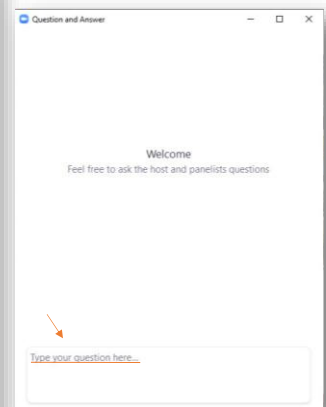 Question and Answer
Welcome
Feel free to ask the host and panelists questions
Type your question here...